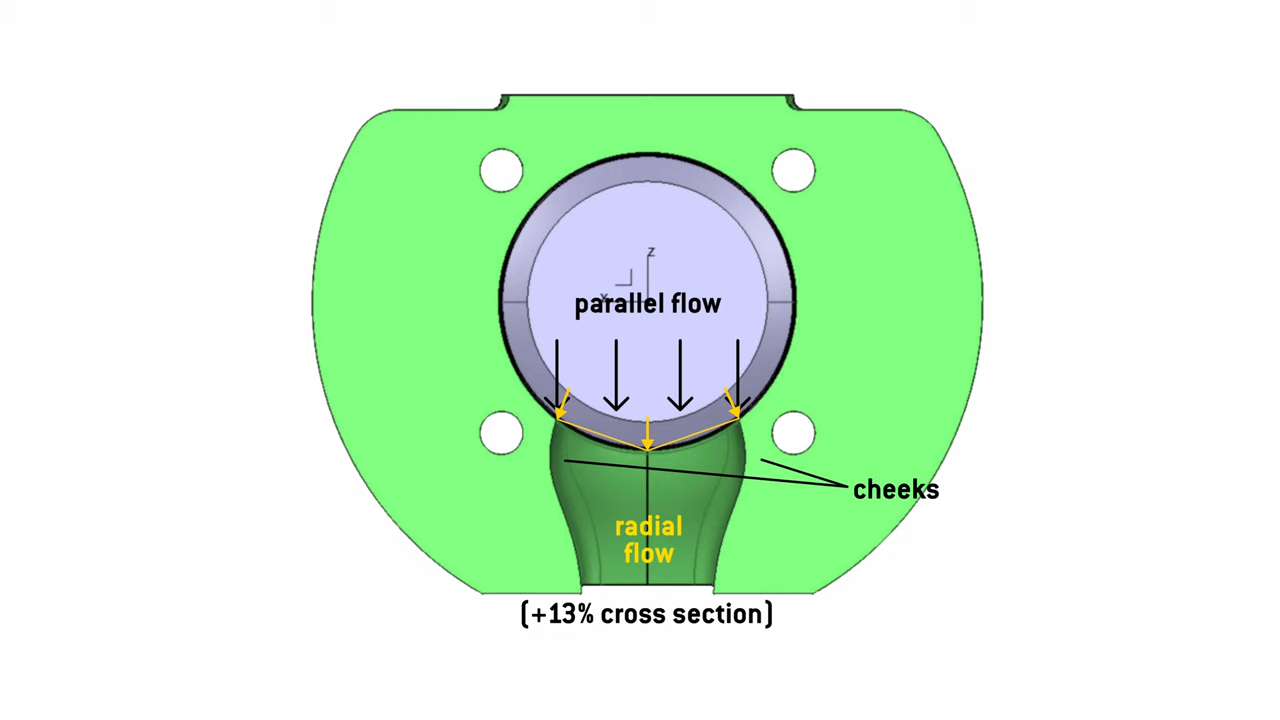 z
x
parallel flow
cheeks
radial
flow
(+13% cross section)